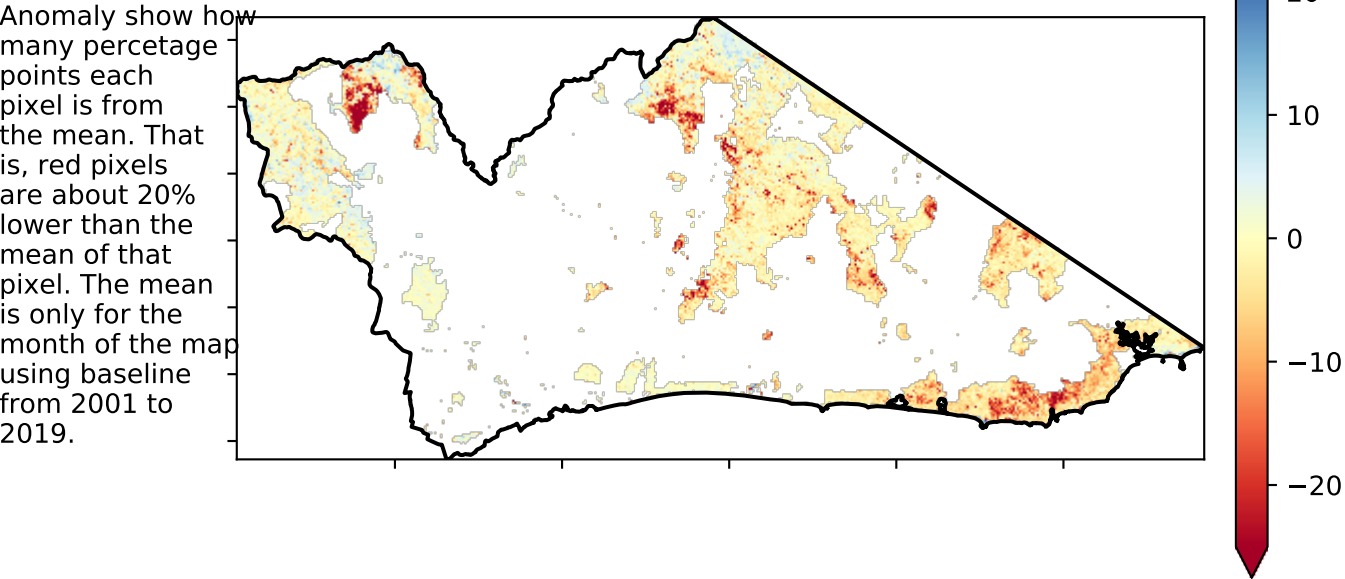 Anomaly show how
many percetage
points each
pixel is from
the mean. That
is, red pixels
are about 20%
lower than the
mean of that
pixel. The mean
is only for the
month of the map
using baseline
from 2001 to
2019.
10
0
−10
−20